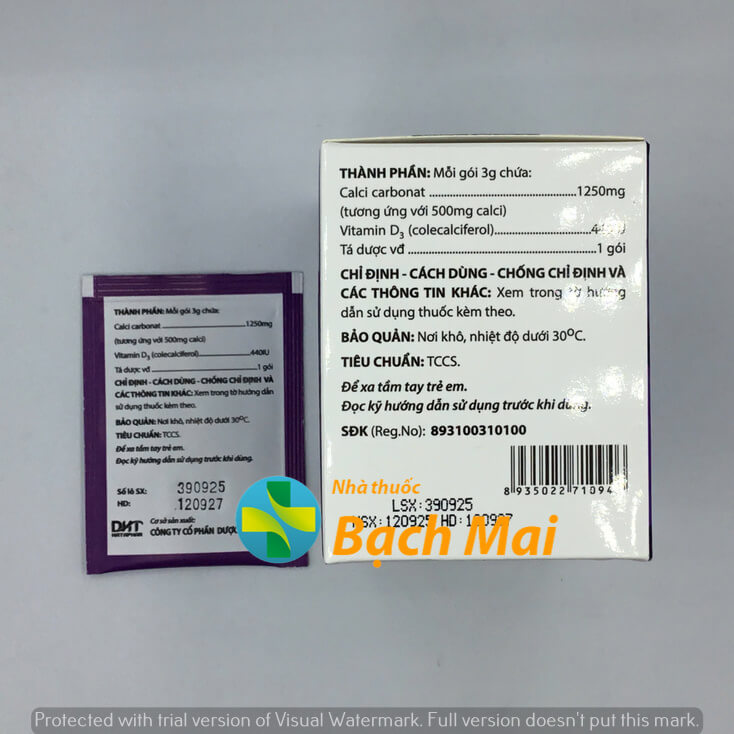 THÀNH PHẦN: Mỗi gói 3g chứa:
Calci carbonat ..........................................1250mg
(tương ứng với 500mg calci)
Vitamin D3 (colecalciferol)............................440IU
Tá dược vđ ......................................................1 gói
CHỈ ĐỊNH - CÁCH DÙNG - CHỐNG CHỈ ĐỊNH VÀ
CÁC THÔNG TIN KHÁC: Xem trong tờ hướng
dẫn sử dụng thuốc kèm theo.
BẢO QUẢN: Nơi khô, nhiệt độ dưới 30°C.
TIÊU CHUẨN: TCCS.
Để xa tầm tay trẻ em.
Đọc kỹ hướng dẫn sử dụng trước khi dùng.
SĐK (Reg.No): 893100310100
8 935022 71094
LSX:390925
NSX:120925 HD:120927
THÀNH PHẦN: Mỗi gói 3g chứa:
Calci carbonat ..........................1250mg
(tương ứng với 500mg calci)
Vitamin D3 (colecalciferol) ..................440IU
Tá dược vđ ....................................1 gói
CHỈ ĐỊNH - CÁCH DÙNG - CHỐNG CHỈ ĐỊNH VÀ
CÁC THÔNG TIN KHÁC: Xem trong tờ hướng dẫn
sử dụng thuốc kèm theo.
BẢO QUẢN: Nơi khô, nhiệt độ dưới 30°C.
TIÊU CHUẨN: TCCS.
Để xa tầm tay trẻ em.
Đọc kỹ hướng dẫn sử dụng trước khi dùng.
Số lô SX: 390925
HD: 120927
DHT
HATAPHAR
Cơ sở sản xuất:
CÔNG TY CỔ PHẦN DƯỢC
Nhà thuốc
Bạch Mai
Protected with trial version of Visual Watermark. Full version doesn't put this mark.